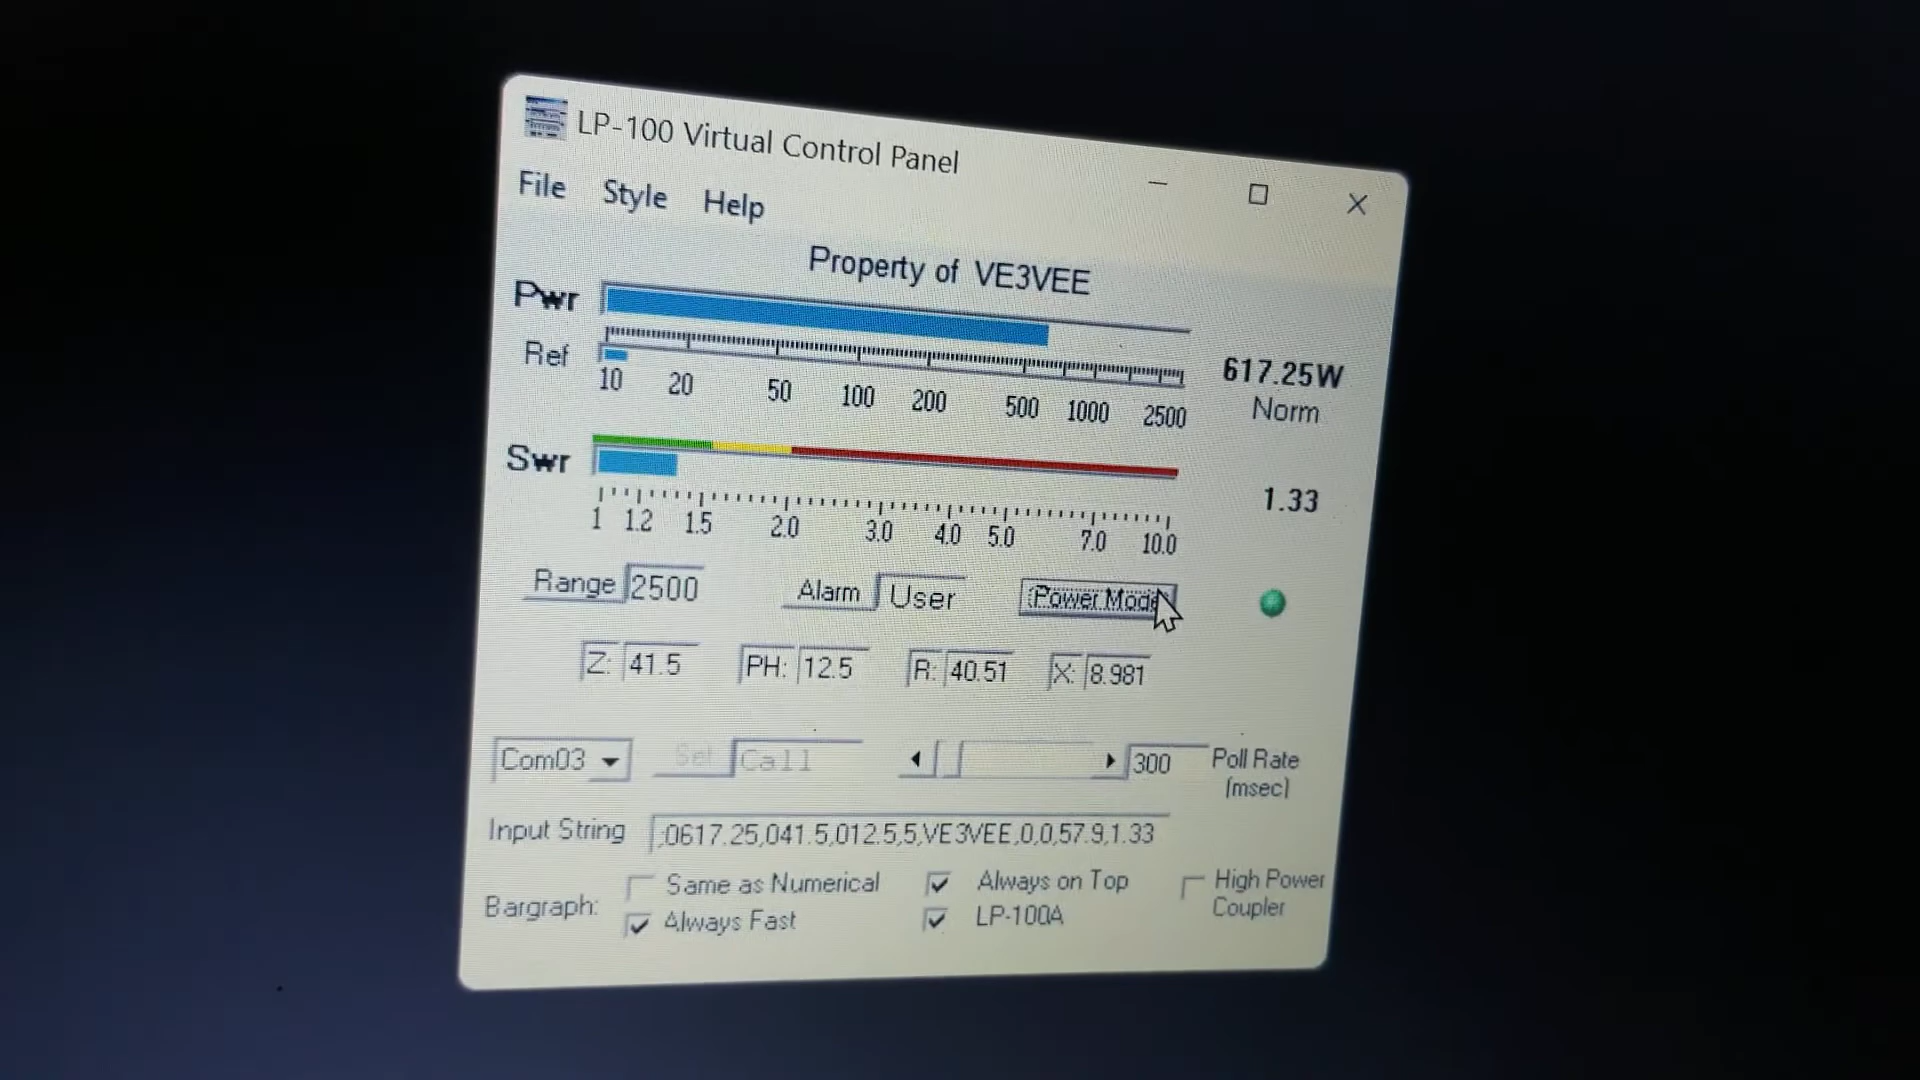 LP-100 Virtual Control Panel
File Style Help
Property of VE3VEE
Pwr
Ref
617.25W
10 20 50 100 200 500 1000 2500
Norm
Swr
1.33
1 1.2 1.5 2.0 3.0 4.0 5.0 7.0 10.0
Range 2500 Alarm User Power Mode
Z: 41.5 PH: 12.5 R: 40.51 X: 8.981
Com03 Set Call 300 Poll Rate
(msec)
Input String ;0617.25,041.5,012.5,5,VE3VEE,0,0,57.9,1.33
Bargraph:
Same as Numerical Always on Top High Power
Coupler
Always Fast LP-100A